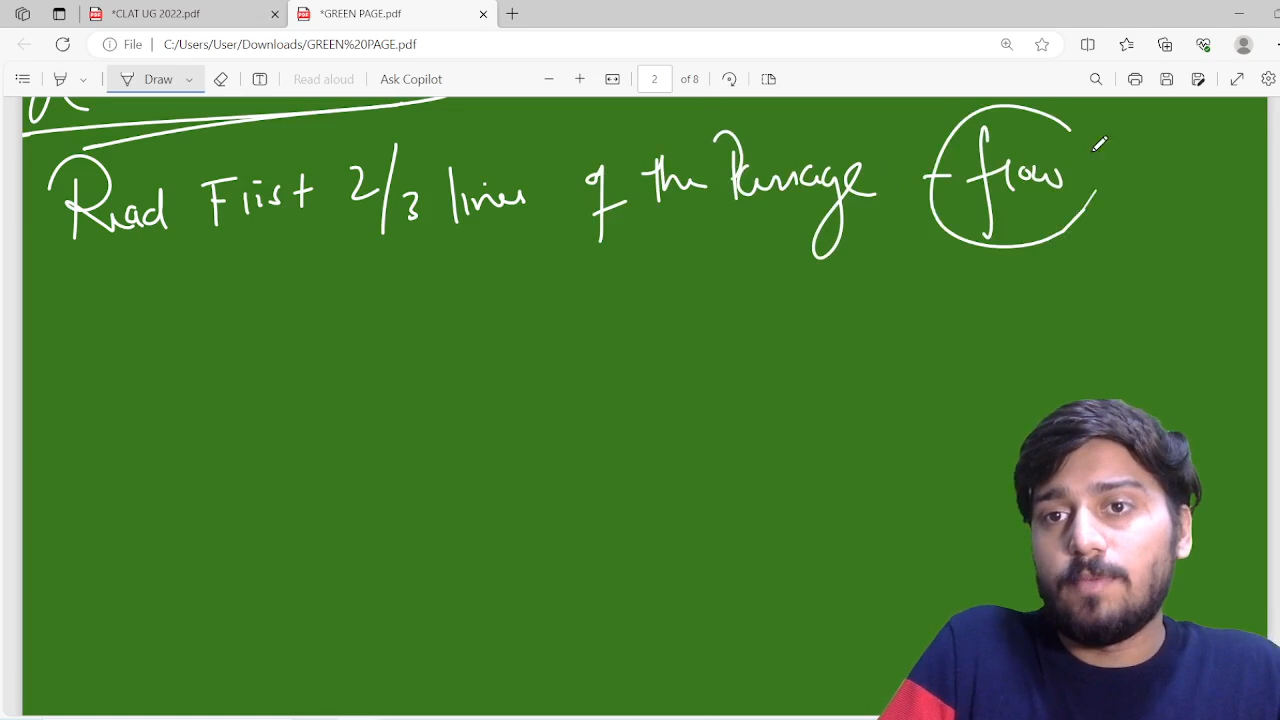 *CLAT UG 2022.pdf
*GREEN PAGE.pdf
File C:/Users/User/Downloads/GREEN%20PAGE.pdf
Draw Read aloud Ask Copilot 2 of 8
Read First 2/3 lines of the Passage - flow